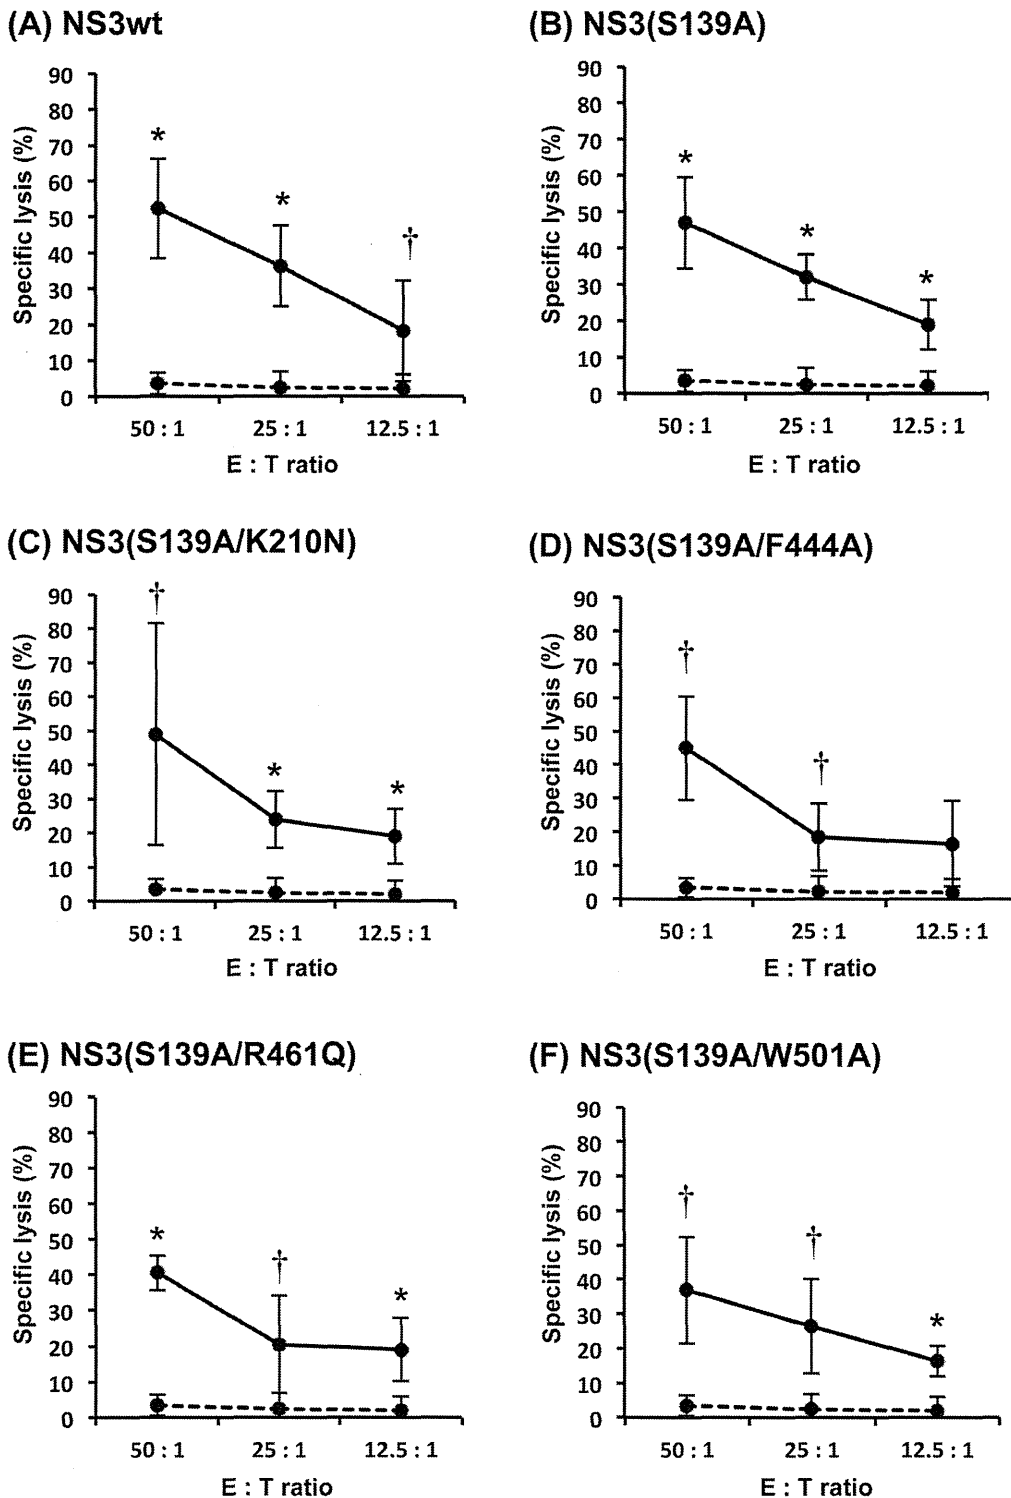 (A) NS3wt
Specific lysis (%)
90
80
70
60
50
40
30
20
10
0
*
*
†
50 : 1
25 : 1
12.5 : 1
E : T ratio
(B) NS3(S139A)
Specific lysis (%)
90
80
70
60
50
40
30
20
10
0
*
*
*
50 : 1
25 : 1
12.5 : 1
E : T ratio
(C) NS3(S139A/K210N)
Specific lysis (%)
90
80
70
60
50
40
30
20
10
0
†
*
*
50 : 1
25 : 1
12.5 : 1
E : T ratio
(D) NS3(S139A/F444A)
Specific lysis (%)
90
80
70
60
50
40
30
20
10
0
†
†
50 : 1
25 : 1
12.5 : 1
E : T ratio
(E) NS3(S139A/R461Q)
Specific lysis (%)
90
80
70
60
50
40
30
20
10
0
*
†
*
50 : 1
25 : 1
12.5 : 1
E : T ratio
(F) NS3(S139A/W501A)
Specific lysis (%)
90
80
70
60
50
40
30
20
10
0
†
†
*
50 : 1
25 : 1
12.5 : 1
E : T ratio